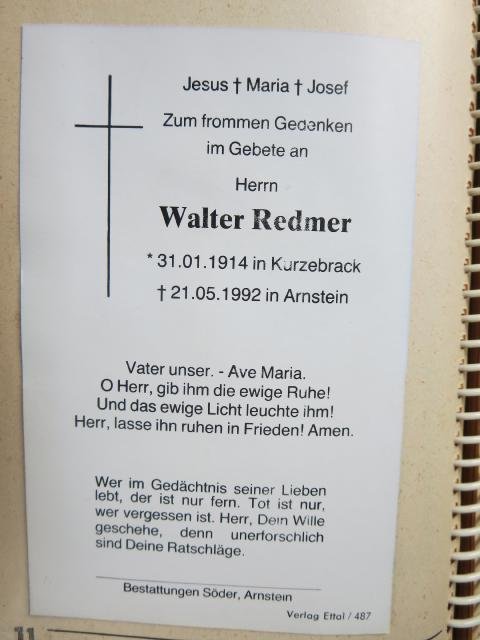 Jesus † Maria † Josef
Zum frommen Gedenken
im Gebete an
Herrn
Walter Redmer
* 31.01.1914 in Kurzebrack
† 21.05.1992 in Arnstein
Vater unser. - Ave Maria.
O Herr, gib ihm die ewige Ruhe!
Und das ewige Licht leuchte ihm!
Herr, lasse ihn ruhen in Frieden! Amen.
Wer im Gedächtnis seiner Lieben
lebt, der ist nur fern. Tot ist nur,
wer vergessen ist. Herr, Dein Wille
geschehe, denn unerforschlich
sind Deine Ratschläge.
Bestattungen Söder, Arnstein
Verlag Ettal / 487
11